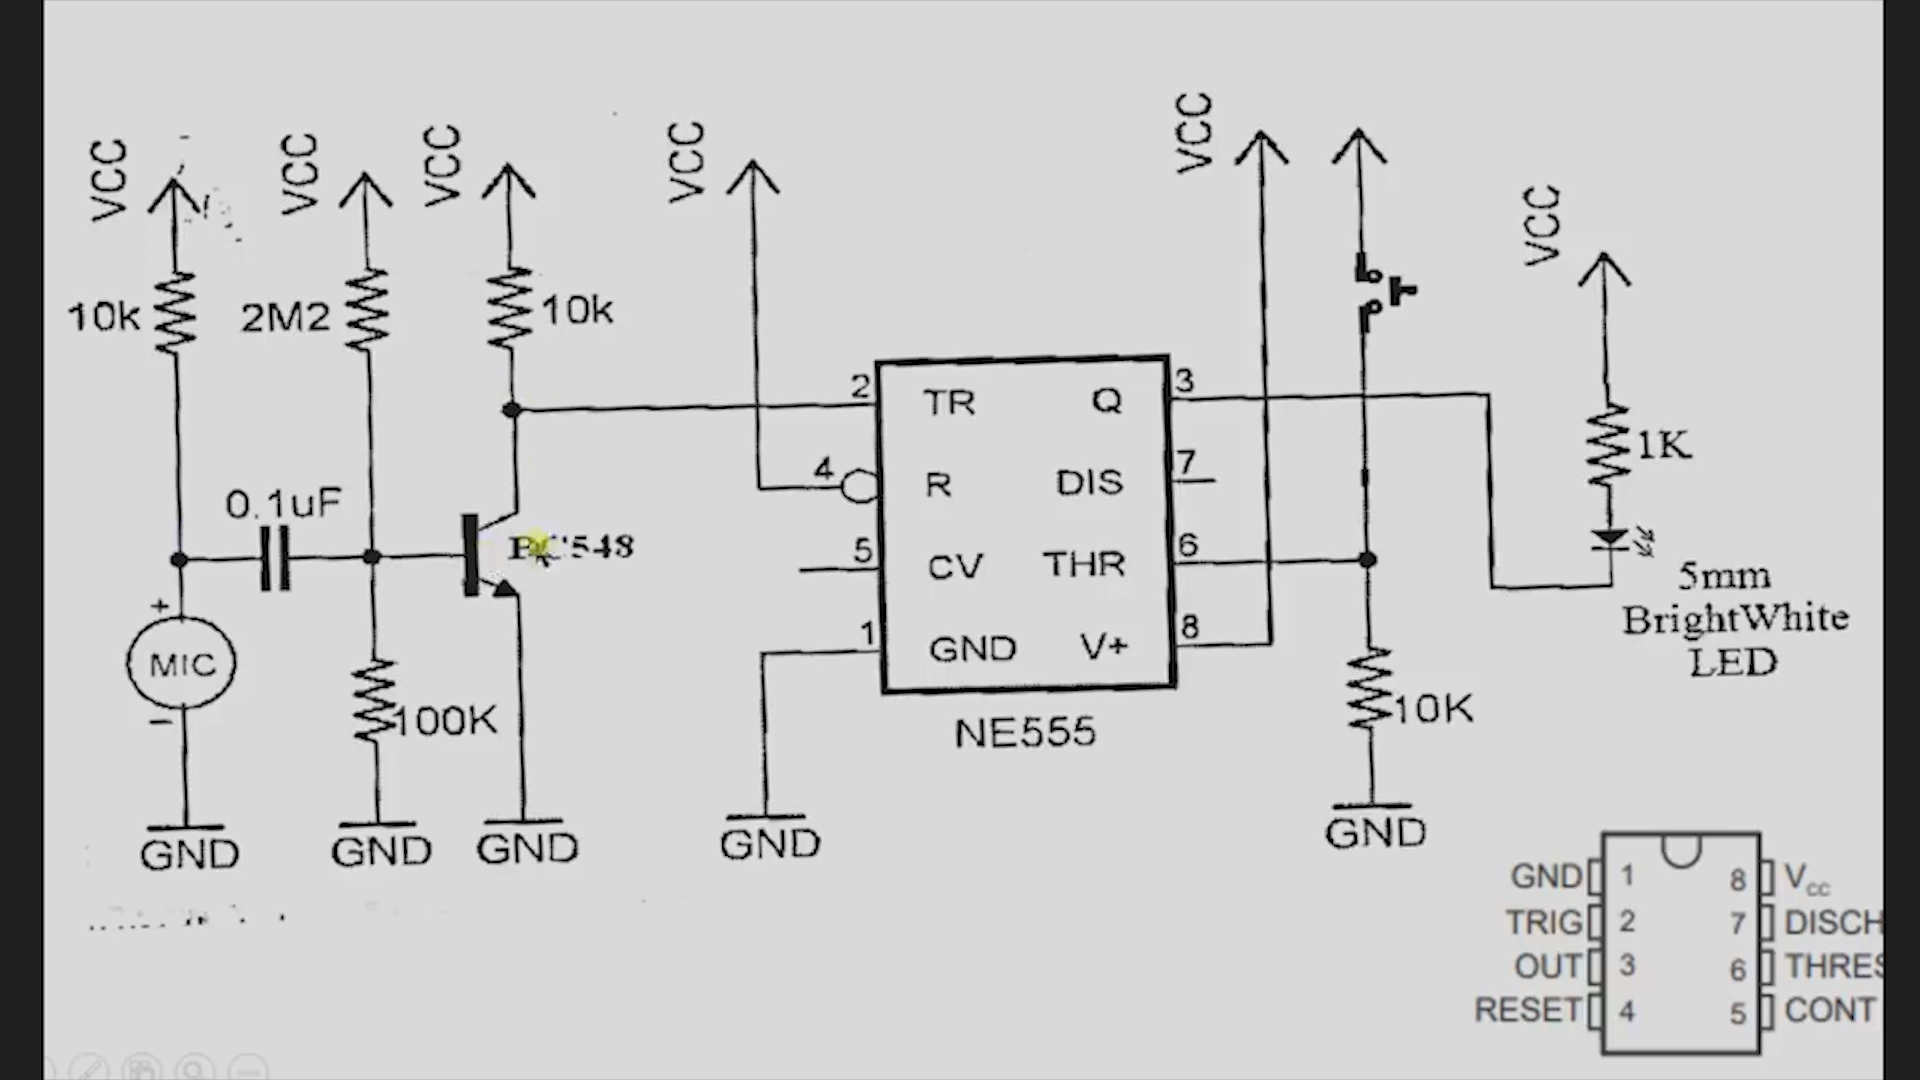 VCC
VCC
VCC
VCC
VCC
VCC
10k
2M2
10k
1K
0.1uF
BC548
MIC
+
−
100K
GND
GND
GND
GND
GND
2
4
5
1
TR
R
CV
GND
Q
DIS
THR
V+
3
7
6
8
NE555
10K
5mm
BrightWhite
LED
GND 1 8 Vcc
TRIG 2 7 DISCH
OUT 3 6 THRES
RESET 4 5 CONT